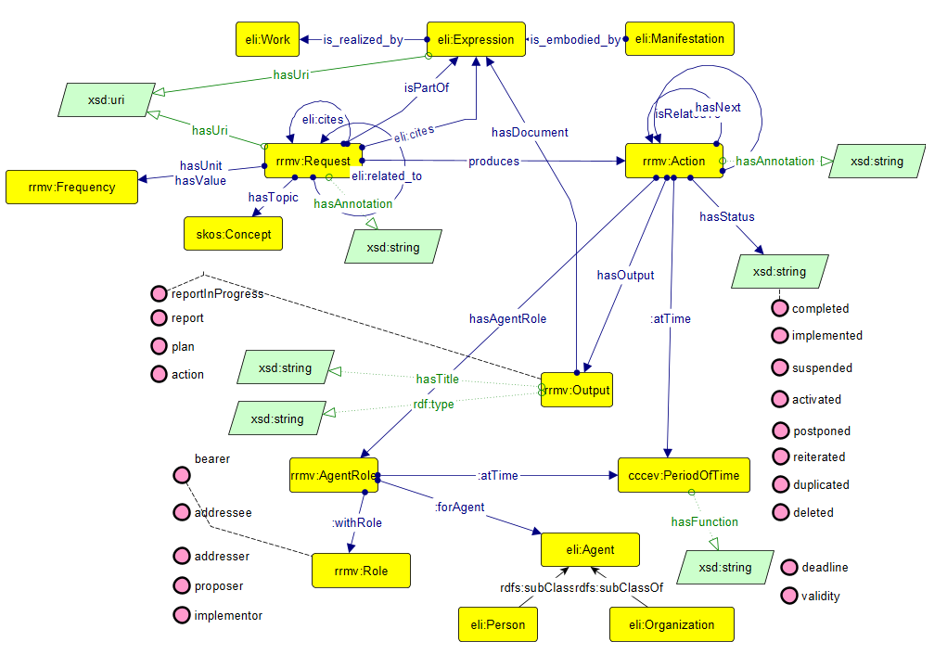 eli:Work
is_realized_by
eli:Expression
is_embodied_by
eli:Manifestation
hasUri
isPartOf
xsd:uri
hasNext
eli:cites
eli:cites
hasDocument
hasUri
rrmv:Request
produces
rrmv:Action
hasAnnotation
xsd:string
hasUnit
hasValue
eli:related_to
rrmv:Frequency
hasTopic
hasAnnotation
hasStatus
skos:Concept
xsd:string
xsd:string
hasOutput
reportInProgress
report
plan
action
completed
implemented
suspended
activated
postponed
reiterated
duplicated
deleted
hasAgentRole
:atTime
xsd:string
hasTitle
rrmv:Output
rdf:type
xsd:string
bearer
addressee
addresser
proposer
implementor
rrmv:AgentRole
:atTime
cccev:PeriodOfTime
:forAgent
:withRole
hasFunction
eli:Agent
rrmv:Role
xsd:string
deadline
validity
rdfs:subClass
rdfs:subClassOf
eli:Person
eli:Organization